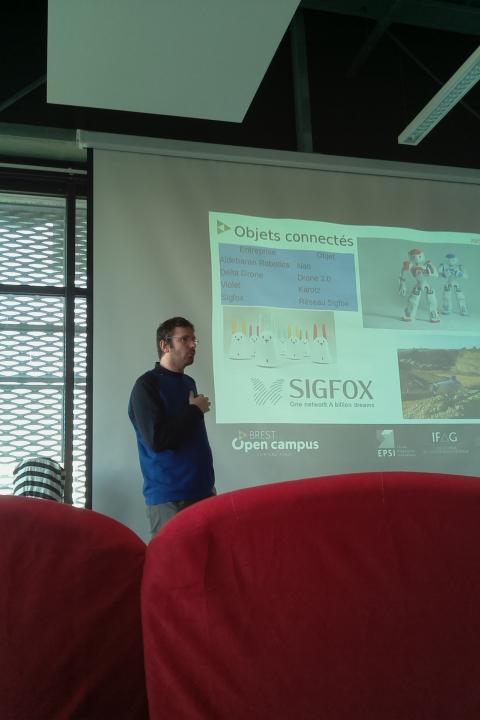 Objets connectés
Entreprise Objet
Aldebaran Robotics Nao
Delta Drone Drone 2.0
Violet Karotz
Sigfox Réseau Sigfox
SIGFOX
One network A billion dreams
BREST
Open campus
EPSI
IFAG